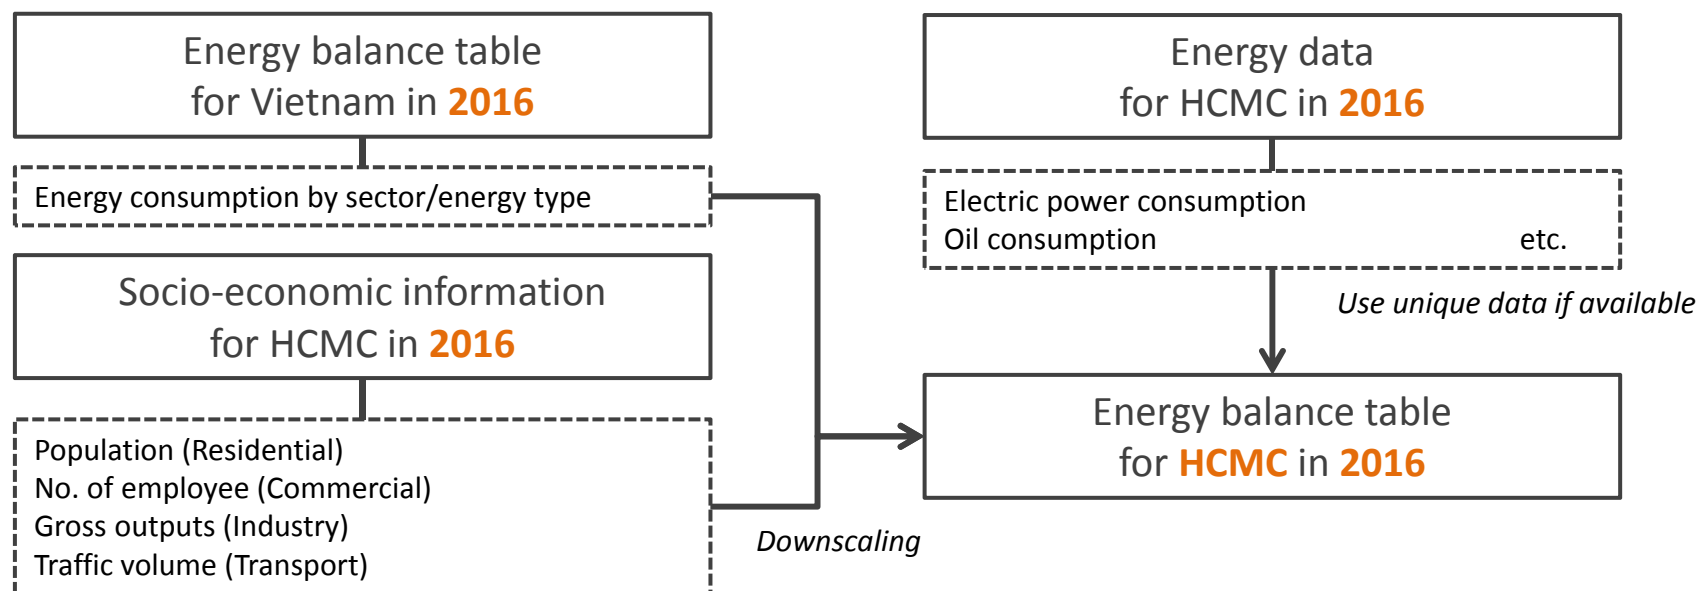 Energy balance table
for Vietnam in 2016
Energy consumption by sector/energy type
Socio-economic information
for HCMC in 2016
Population (Residential)
No. of employee (Commercial)
Gross outputs (Industry)
Traffic volume (Transport)
Downscaling
Energy data
for HCMC in 2016
Electric power consumption
Oil consumption etc.
Use unique data if available
Energy balance table
for HCMC in 2016